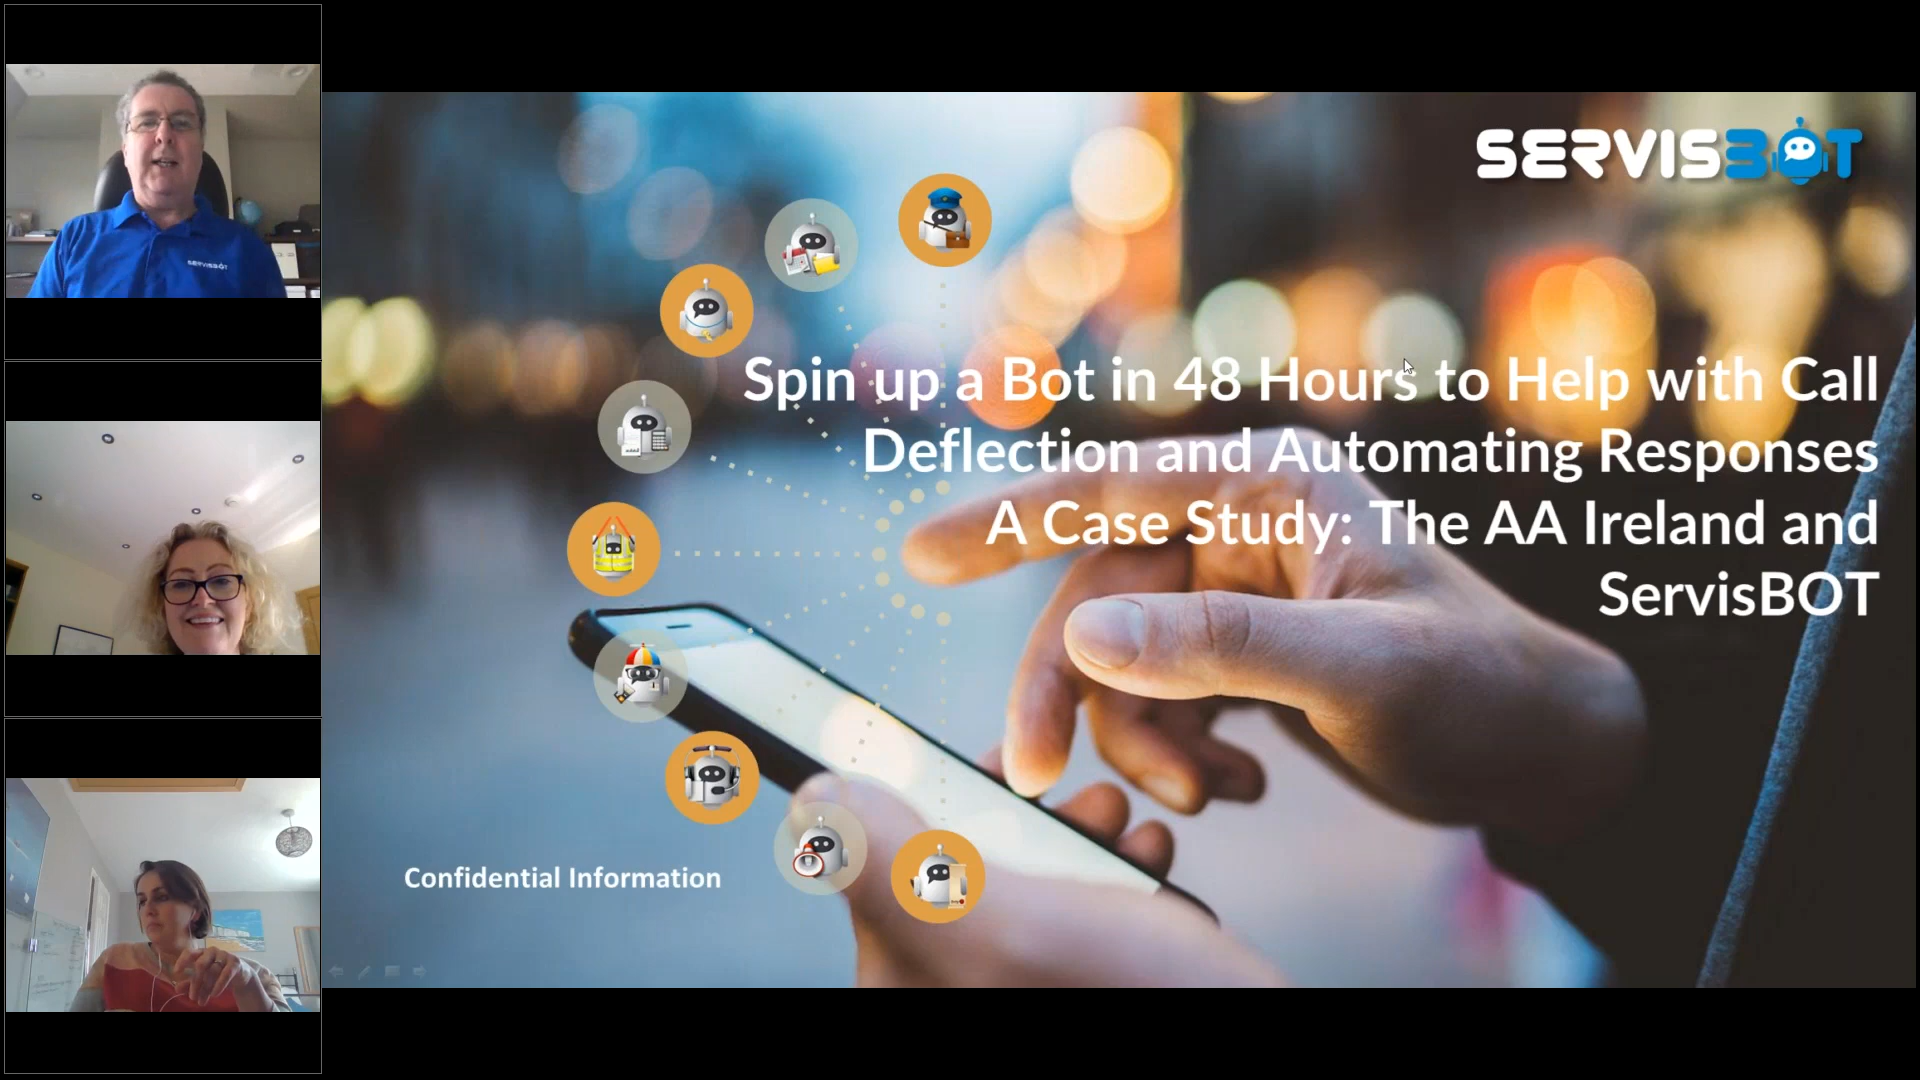 SERVISBOT
SERVISBOT
Spin up a Bot in 48 Hours to Help with Call
Deflection and Automating Responses
A Case Study: The AA Ireland and
ServisBOT
Confidential Information